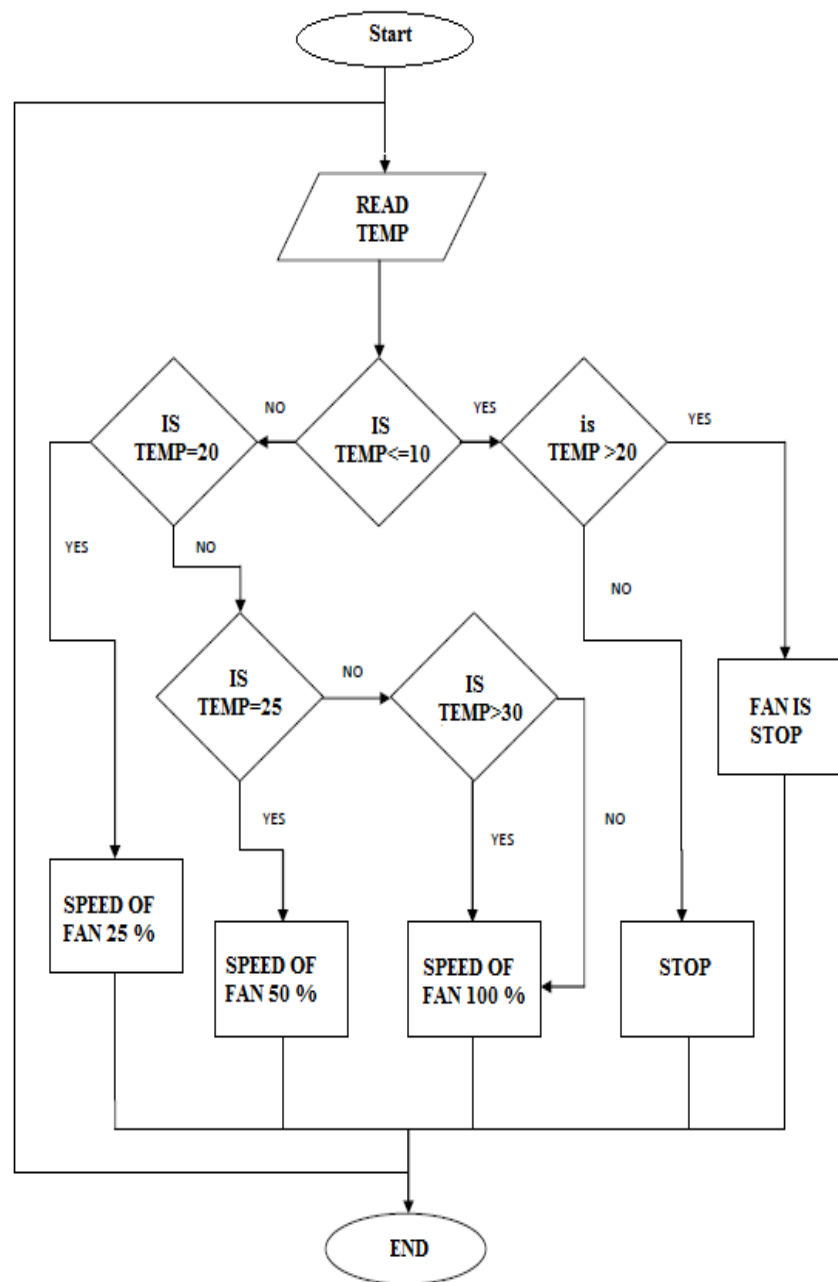 Start
READ
TEMP
NO
YES
YES
IS
TEMP=20
IS
TEMP<=10
is
TEMP >20
YES
NO
NO
IS
TEMP=25
NO
IS
TEMP>30
FAN IS
STOP
YES
YES
NO
SPEED OF
FAN 25 %
SPEED OF
FAN 50 %
SPEED OF
FAN 100 %
STOP
END